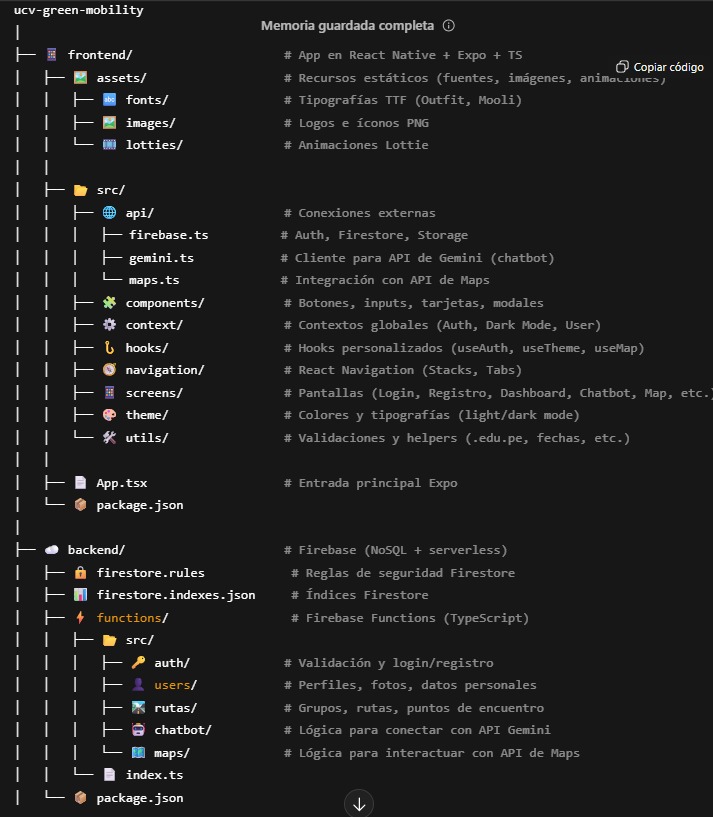 ucv-green-mobility
Memoria guardada completa
Copiar código
├── frontend/ # App en React Native + Expo + TS
│ ├── assets/ # Recursos estáticos (fuentes, imágenes, animaciones)
│ │ ├── fonts/ # Tipografías TTF (Outfit, Mooli)
│ │ ├── images/ # Logos e íconos PNG
│ │ └── lotties/ # Animaciones Lottie
│ ├── src/
│ │ ├── api/ # Conexiones externas
│ │ │ ├── firebase.ts # Auth, Firestore, Storage
│ │ │ ├── gemini.ts # Cliente para API de Gemini (chatbot)
│ │ │ └── maps.ts # Integración con API de Maps
│ │ ├── components/ # Botones, inputs, tarjetas, modales
│ │ ├── context/ # Contextos globales (Auth, Dark Mode, User)
│ │ ├── hooks/ # Hooks personalizados (useAuth, useTheme, useMap)
│ │ ├── navigation/ # React Navigation (Stacks, Tabs)
│ │ ├── screens/ # Pantallas (Login, Registro, Dashboard, Chatbot, Map, etc.)
│ │ ├── theme/ # Colores y tipografías (light/dark mode)
│ │ └── utils/ # Validaciones y helpers (.edu.pe, fechas, etc.)
│ ├── App.tsx # Entrada principal Expo
│ └── package.json
├── backend/ # Firebase (NoSQL + serverless)
│ ├── firestore.rules # Reglas de seguridad Firestore
│ ├── firestore.indexes.json # Índices Firestore
│ ├── functions/ # Firebase Functions (TypeScript)
│ │ ├── src/
│ │ │ ├── auth/ # Validación y login/registro
│ │ │ ├── users/ # Perfiles, fotos, datos personales
│ │ │ ├── rutas/ # Grupos, rutas, puntos de encuentro
│ │ │ ├── chatbot/ # Lógica para conectar con API Gemini
│ │ │ └── maps/ # Lógica para interactuar con API de Maps
│ │ └── index.ts
│ └── package.json